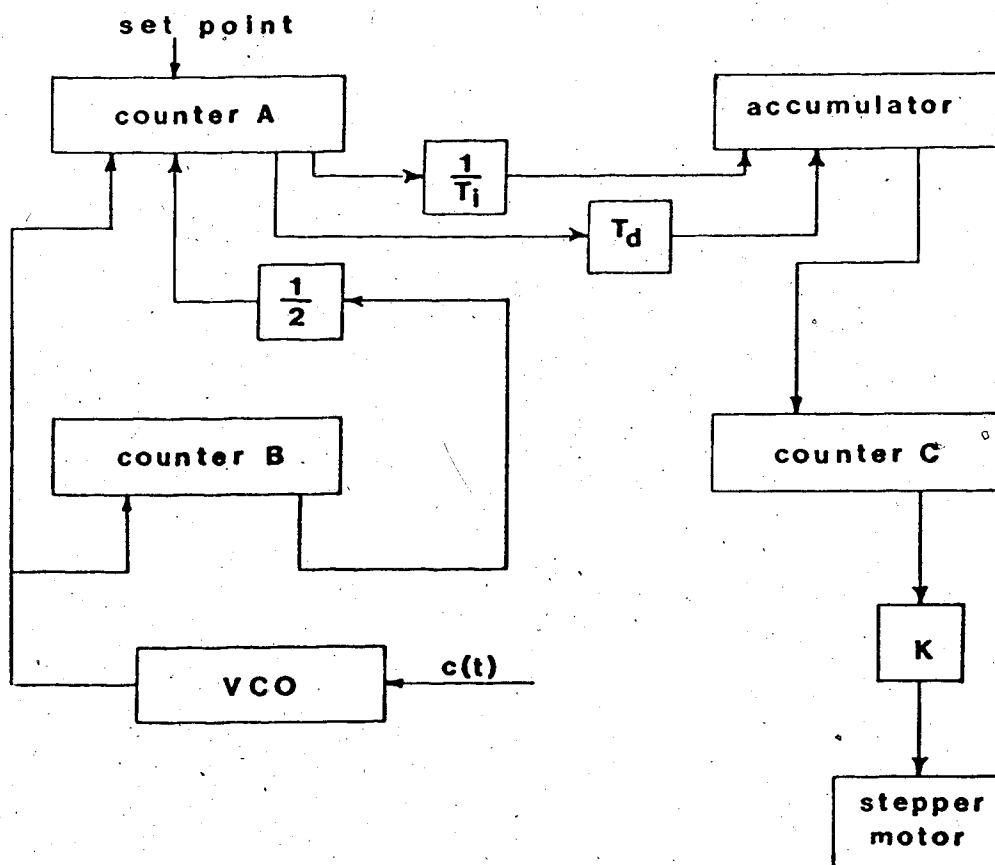 set point
counter A
accumulator
1
Ti
Td
1
2
counter B
counter C
K
VCO
c(t)
stepper
motor